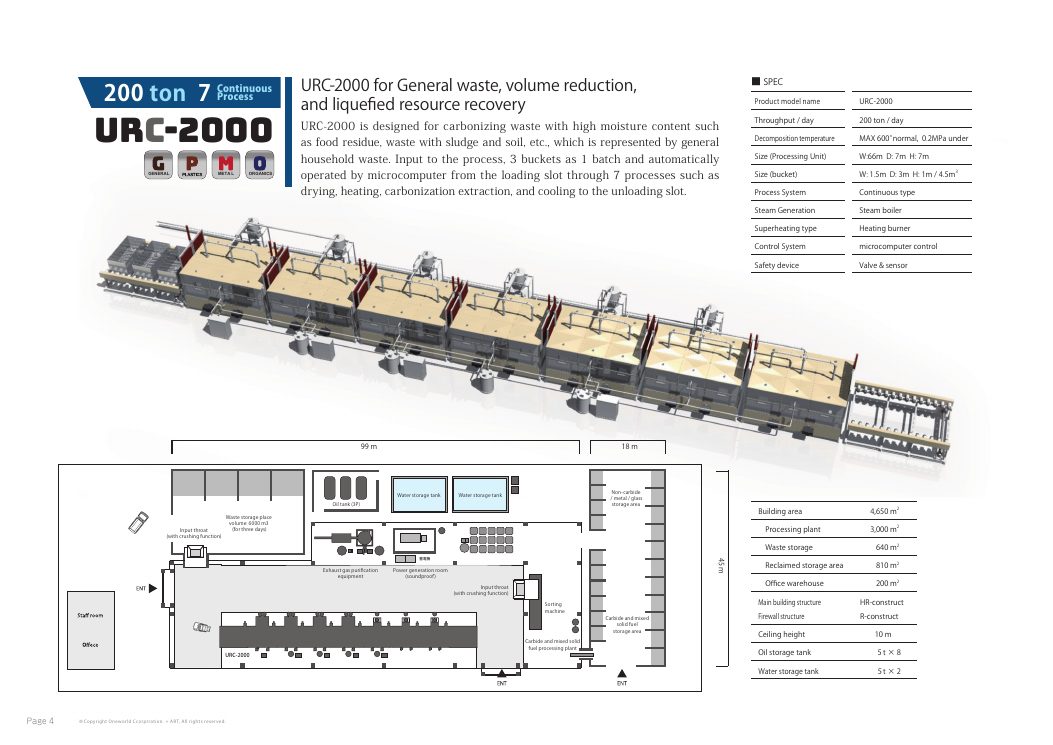 200 ton 7 Continuous Process
URC-2000
G GENERAL P PLASTICS M METAL O ORGANICS
URC-2000 for General waste, volume reduction,
and liquefied resource recovery
URC-2000 is designed for carbonizing waste with high moisture content such
as food residue, waste with sludge and soil, etc., which is represented by general
household waste. Input to the process, 3 buckets as 1 batch and automatically
operated by microcomputer from the loading slot through 7 processes such as
drying, heating, carbonization extraction, and cooling to the unloading slot.
■ SPEC
Product model name URC-2000
Throughput / day 200 ton / day
Decomposition temperature MAX 600°normal, 0.2MPa under
Size (Processing Unit) W:66m D: 7m H: 7m
Size (bucket) W: 1.5m D: 3m H: 1m / 4.5m²
Process System Continuous type
Steam Generation Steam boiler
Superheating type Heating burner
Control System microcomputer control
Safety device Valve & sensor
99 m
18 m
45 m
Waste storage place
volume 6000 m3
(for three days)
Input throat
(with crushing function)
Oil tank (3P)
Water storage tank
Water storage tank
Non-carbide
/ metal / glass
storage area
Exhaust gas purification
equipment
Power generation room
(soundproof)
Input throat
(with crushing function)
ENT
Sorting
machine
Staff room
Office
Carbide and mixed
solid fuel
storage area
Carbide and mixed solid
fuel processing plant
URC-2000
ENT
ENT
Building area 4,650 m²
Processing plant 3,000 m²
Waste storage 640 m²
Reclaimed storage area 810 m²
Office warehouse 200 m²
Main building structure HR-construct
Firewall structure R-construct
Ceiling height 10 m
Oil storage tank 5 t × 8
Water storage tank 5 t × 2
Page 4
© Copyright Oneworld Coorporation + ART, All rights reserved.